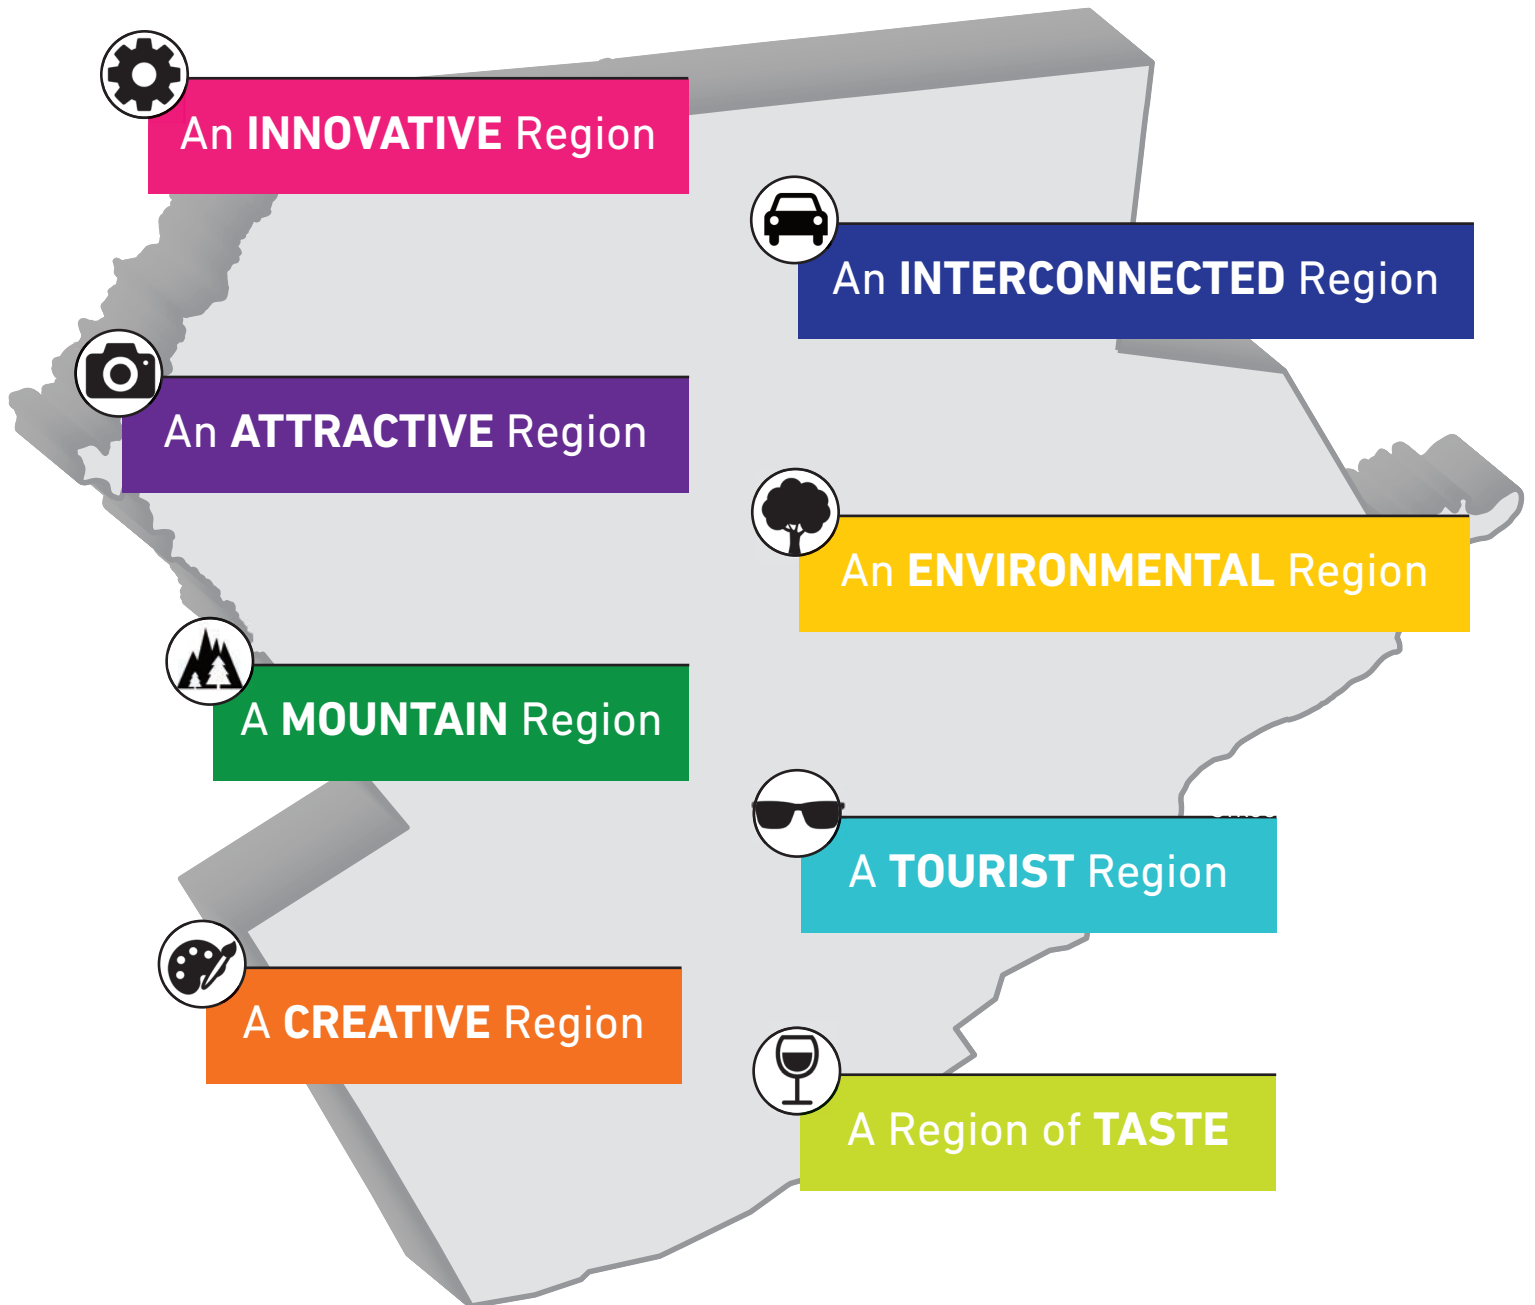 An INNOVATIVE Region
An INTERCONNECTED Region
An ATTRACTIVE Region
An ENVIRONMENTAL Region
A MOUNTAIN Region
A TOURIST Region
A CREATIVE Region
A Region of TASTE